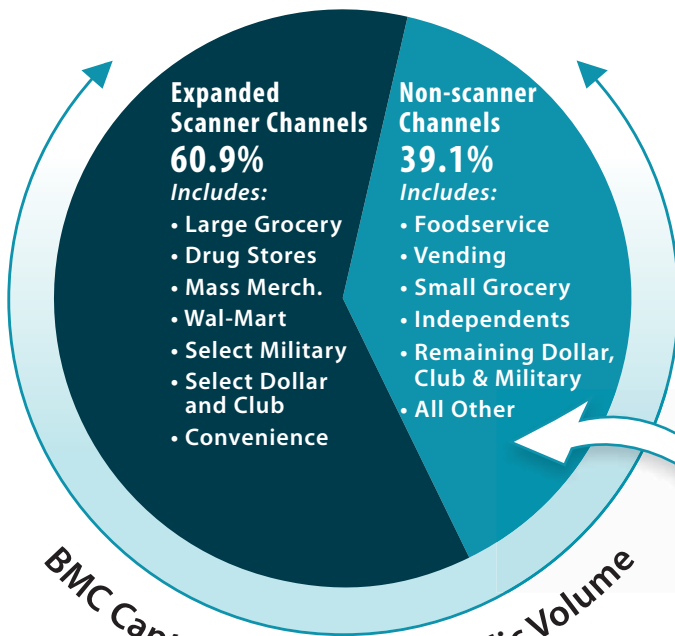 Expanded
Scanner Channels
60.9%
Includes:
• Large Grocery
• Drug Stores
• Mass Merch.
• Wal-Mart
• Select Military
• Select Dollar
and Club
• Convenience
Non-scanner
Channels
39.1%
Includes:
• Foodservice
• Vending
• Small Grocery
• Independents
• Remaining Dollar,
Club & Military
• All Other
BMC
Volume